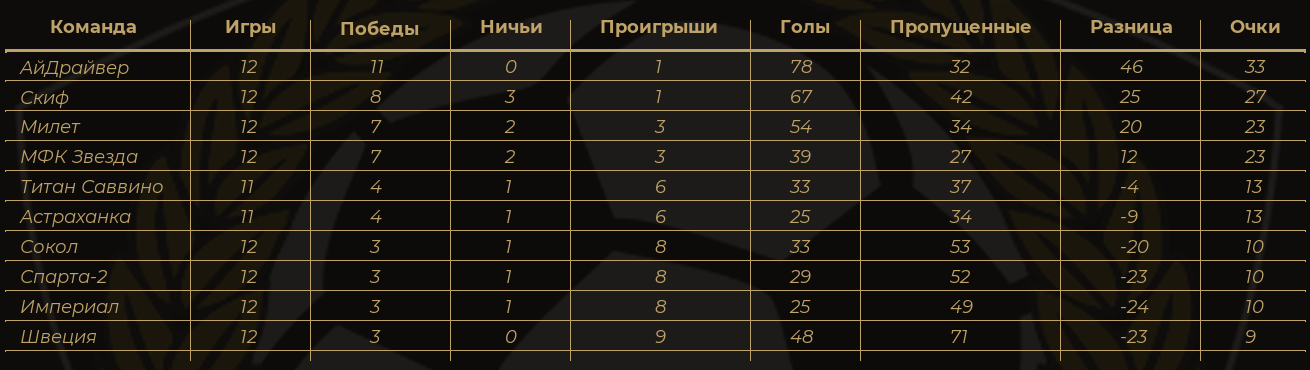 Команда Игры Победы Ничьи Проигрыши Голы Пропущенные Разница Очки
АйДрайвер 12 11 0 1 78 32 46 33
Скиф 12 8 3 1 67 42 25 27
Милет 12 7 2 3 54 34 20 23
МФК Звезда 12 7 2 3 39 27 12 23
Титан Саввино 11 4 1 6 33 37 -4 13
Астраханка 11 4 1 6 25 34 -9 13
Сокол 12 3 1 8 33 53 -20 10
Спарта-2 12 3 1 8 29 52 -23 10
Империал 12 3 1 8 25 49 -24 10
Швеция 12 3 0 9 48 71 -23 9